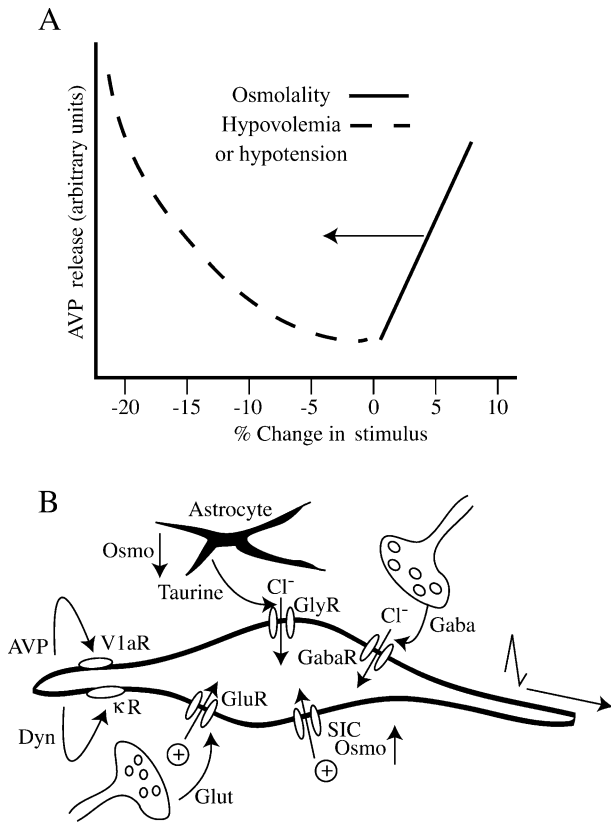 A
AVP release (arbitrary units)
Osmolality
Hypovolemia
or hypotension
-20 -15 -10 -5 0 5 10
% Change in stimulus
B
Astrocyte
Osmo
Taurine
Cl⁻
GlyR
Cl⁻
Gaba
GabaR
AVP
V1aR
κR
GluR
Dyn
SIC
Osmo
+
+
Glut